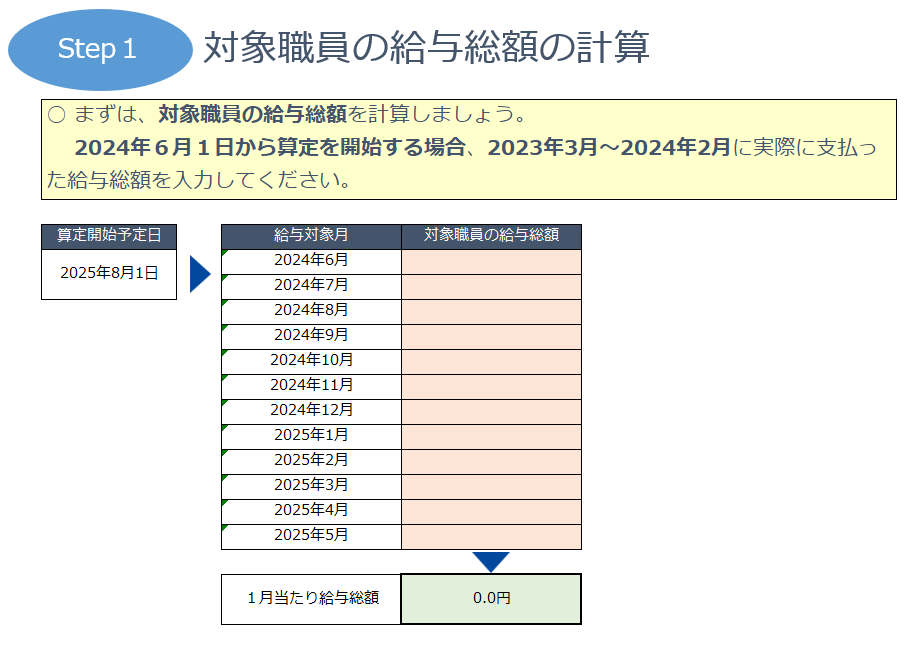 Step 1
対象職員の給与総額の計算
○ まずは、対象職員の給与総額を計算しましょう。
2024年６月１日から算定を開始する場合、2023年3月～2024年2月に実際に支払っ
た給与総額を入力してください。
算定開始予定日
2025年8月1日
給与対象月 対象職員の給与総額
2024年6月
2024年7月
2024年8月
2024年9月
2024年10月
2024年11月
2024年12月
2025年1月
2025年2月
2025年3月
2025年4月
2025年5月
１月当たり給与総額 0.0円